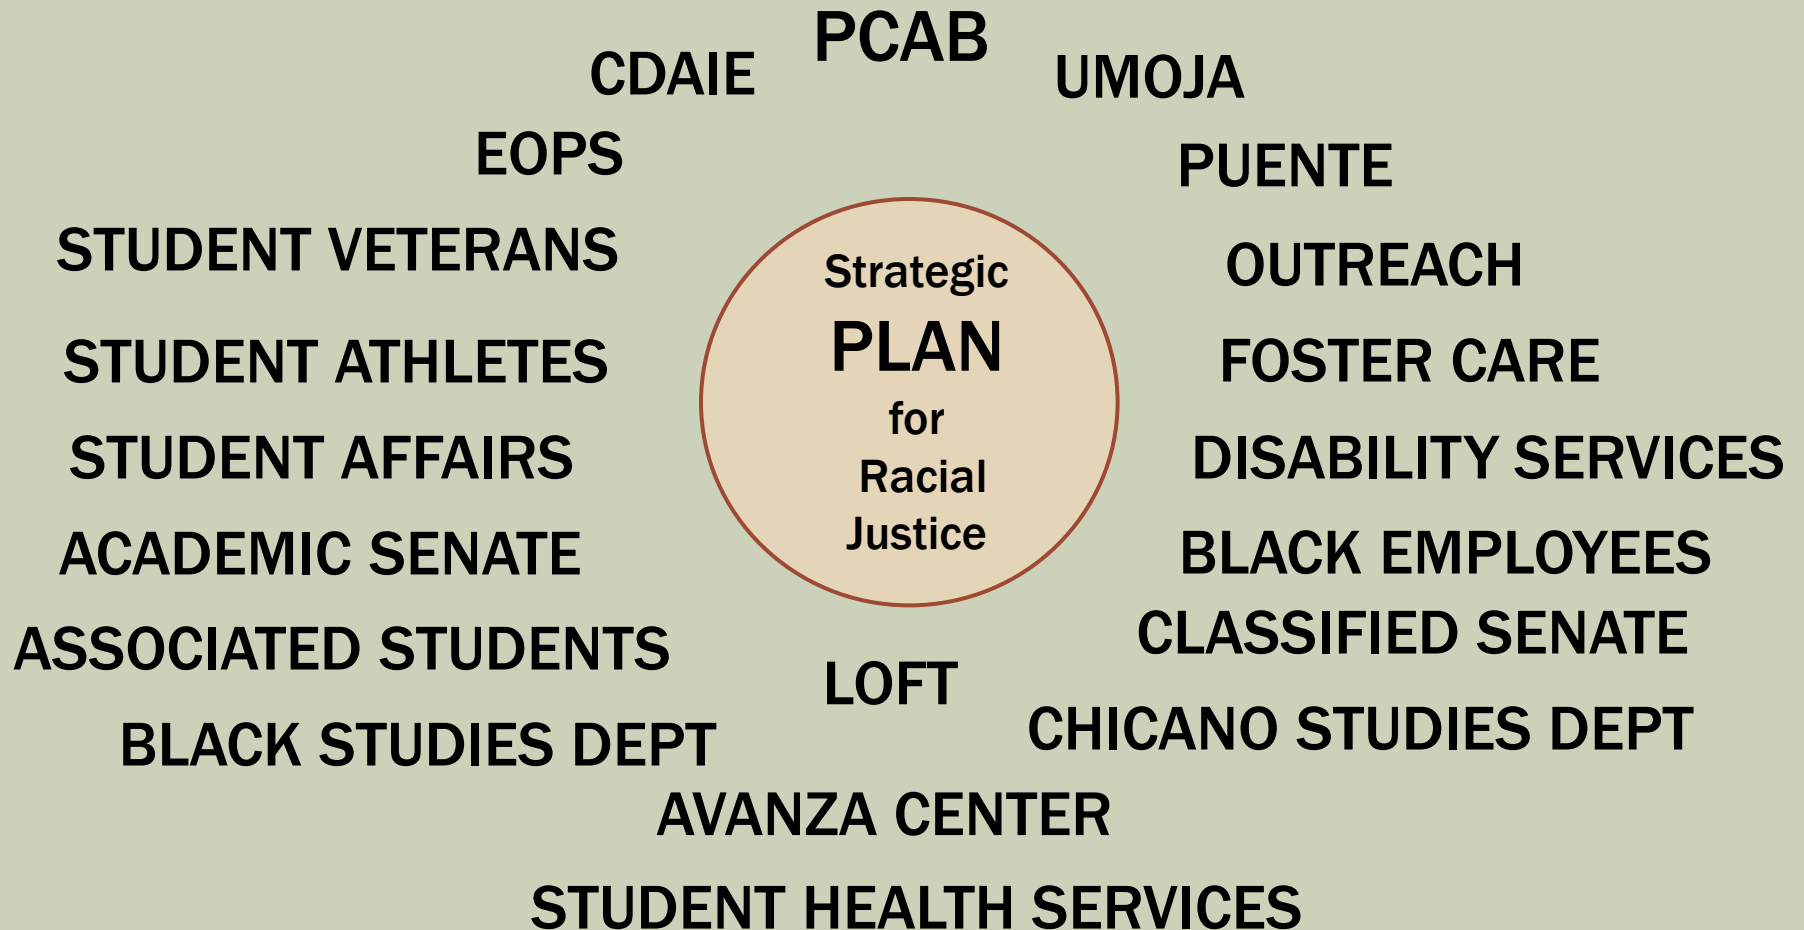 PCAB
CDAIE
UMOJA
EOPS
PUENTE
STUDENT VETERANS
OUTREACH
Strategic
PLAN
for
Racial
Justice
STUDENT ATHLETES
FOSTER CARE
STUDENT AFFAIRS
DISABILITY SERVICES
ACADEMIC SENATE
BLACK EMPLOYEES
ASSOCIATED STUDENTS
CLASSIFIED SENATE
LOFT
BLACK STUDIES DEPT
CHICANO STUDIES DEPT
AVANZA CENTER
STUDENT HEALTH SERVICES